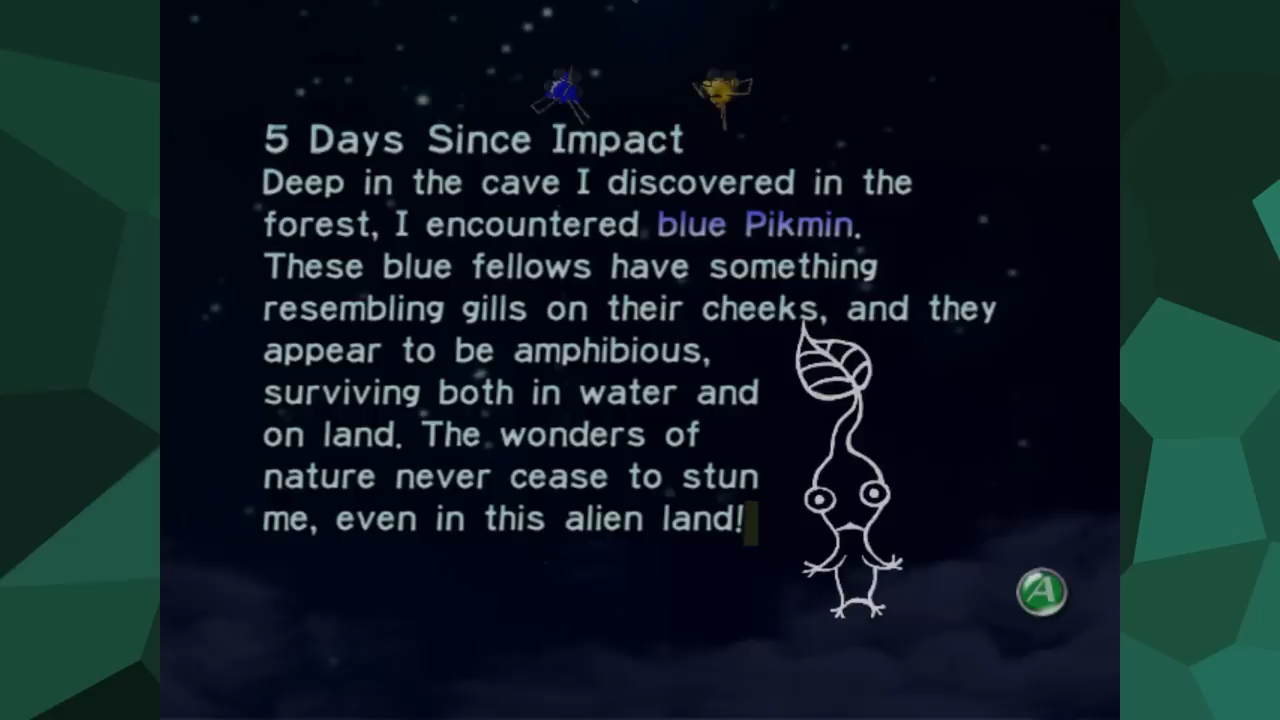 5 Days Since Impact
Deep in the cave I discovered in the
forest, I encountered blue Pikmin.
These blue fellows have something
resembling gills on their cheeks, and they
appear to be amphibious,
surviving both in water and
on land. The wonders of
nature never cease to stun
me, even in this alien land!
A